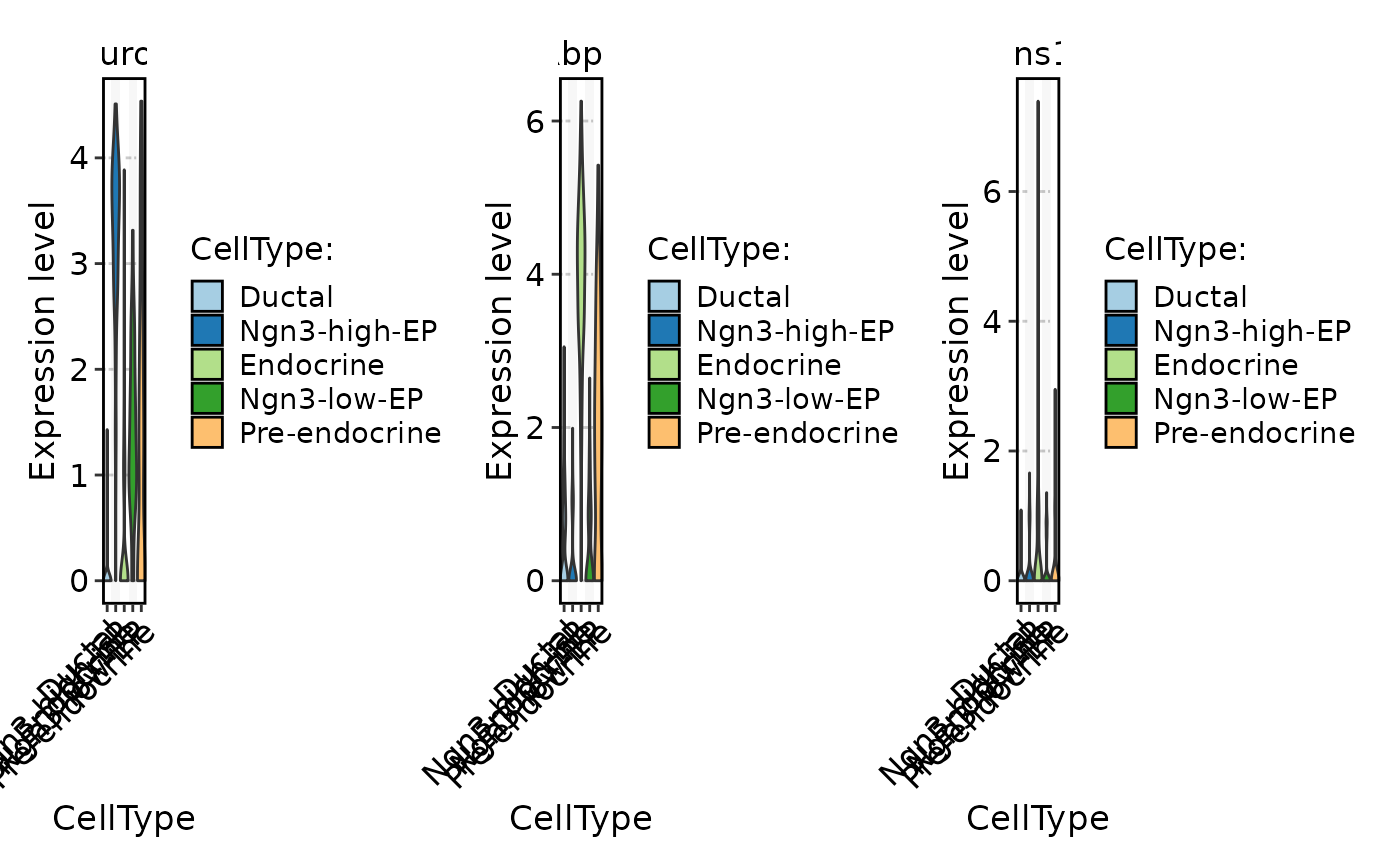 urc
bp
ns1
Expression level
4
3
2
1
0
CellType:
Ductal
Ngn3-high-EP
Endocrine
Ngn3-low-EP
Pre-endocrine
CellType
Expression level
6
4
2
0
CellType:
Ductal
Ngn3-high-EP
Endocrine
Ngn3-low-EP
Pre-endocrine
CellType
Expression level
6
4
2
0
CellType:
Ductal
Ngn3-high-EP
Endocrine
Ngn3-low-EP
Pre-endocrine
CellType